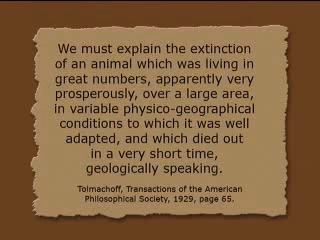 We must explain the extinction
of an animal which was living in
great numbers, apparently very
prosperously, over a large area,
in variable physico-geographical
conditions to which it was well
adapted, and which died out
in a very short time,
geologically speaking.
Tolmachoff, Transactions of the American
Philosophical Society, 1929, page 65.